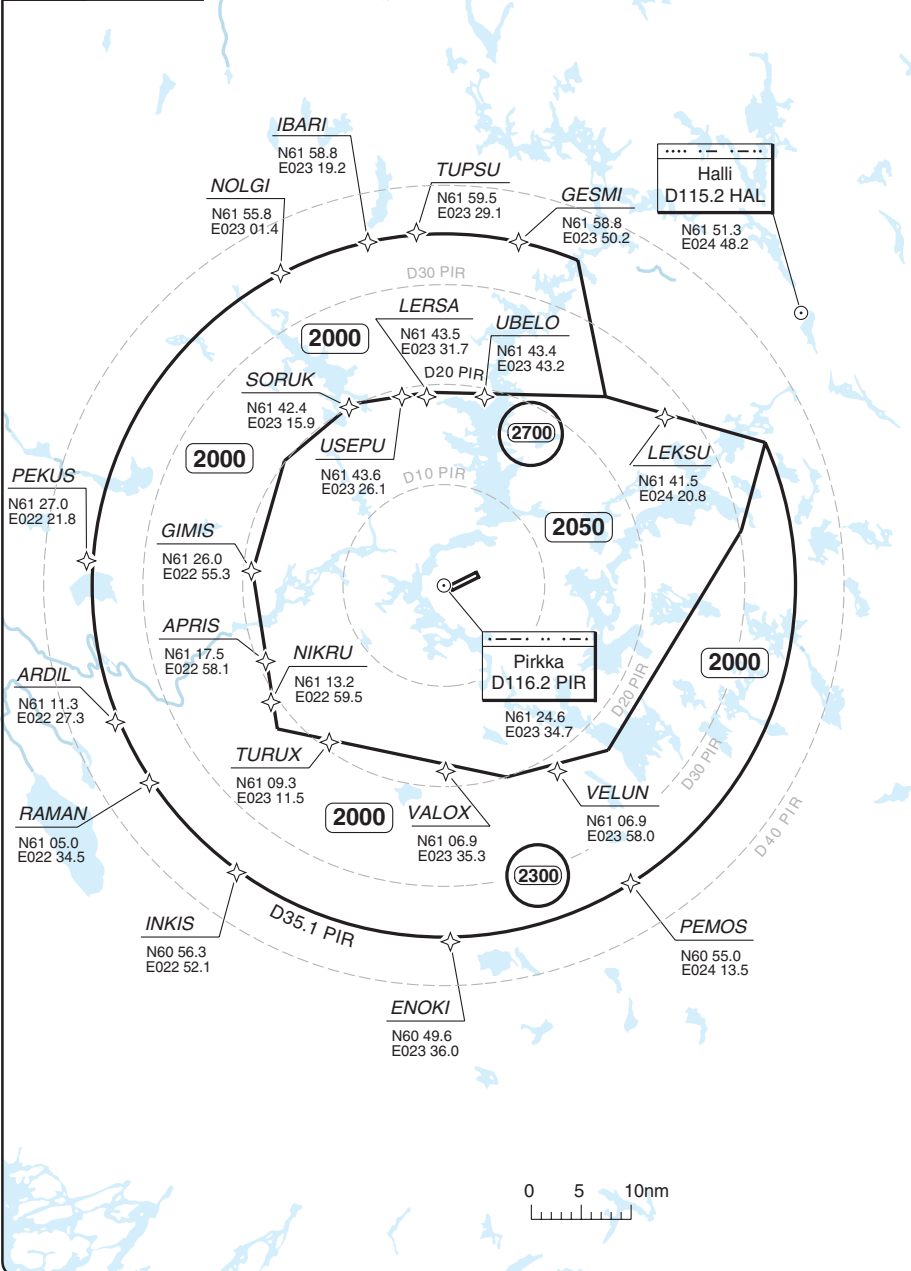 IBARI
N61 58.8
E023 19.2
TUPSU
N61 59.5
E023 29.1
NOLGI
N61 55.8
E023 01.4
GESMI
N61 58.8
E023 50.2
Halli
D115.2 HAL
N61 51.3
E024 48.2
D30 PIR
LERSA
N61 43.5
E023 31.7
UBELO
N61 43.4
E023 43.2
2000
D20 PIR
SORUK
N61 42.4
E023 15.9
2700
USEPU
N61 43.6
E023 26.1
LEKSU
N61 41.5
E024 20.8
2000
D10 PIR
PEKUS
N61 27.0
E022 21.8
2050
GIMIS
N61 26.0
E022 55.3
APRIS
N61 17.5
E022 58.1
NIKRU
N61 13.2
E022 59.5
Pirkka
D116.2 PIR
N61 24.6
E023 34.7
2000
D20 PIR
ARDIL
N61 11.3
E022 27.3
TURUX
N61 09.3
E023 11.5
D30 PIR
VELUN
N61 06.9
E023 58.0
RAMAN
N61 05.0
E022 34.5
2000
VALOX
N61 06.9
E023 35.3
D40 PIR
2300
INKIS
N60 56.3
E022 52.1
D35.1 PIR
PEMOS
N60 55.0
E024 13.5
ENOKI
N60 49.6
E023 36.0
0 5 10nm